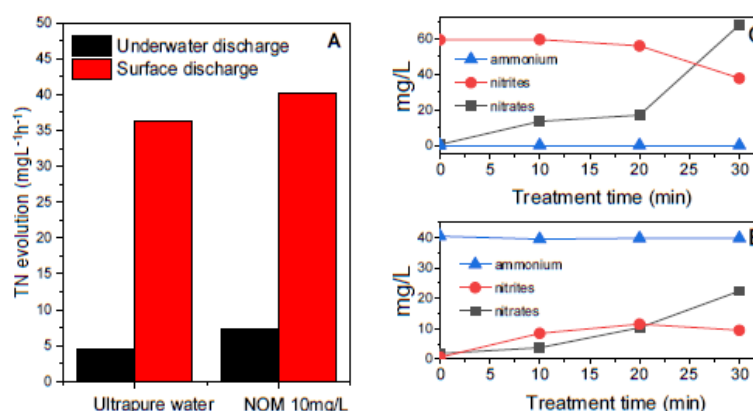 A
Underwater discharge
Surface discharge
TN evolution (mgL⁻¹h⁻¹)
50
45
40
35
30
25
20
15
10
5
0
Ultrapure water NOM 10mg/L
mg/L
60
40
20
0
ammonium
nitrites
nitrates
0 5 10 15 20 25 30
Treatment time (min)
mg/L
40
30
20
10
0
ammonium
nitrites
nitrates
0 5 10 15 20 25 30
Treatment time (min)